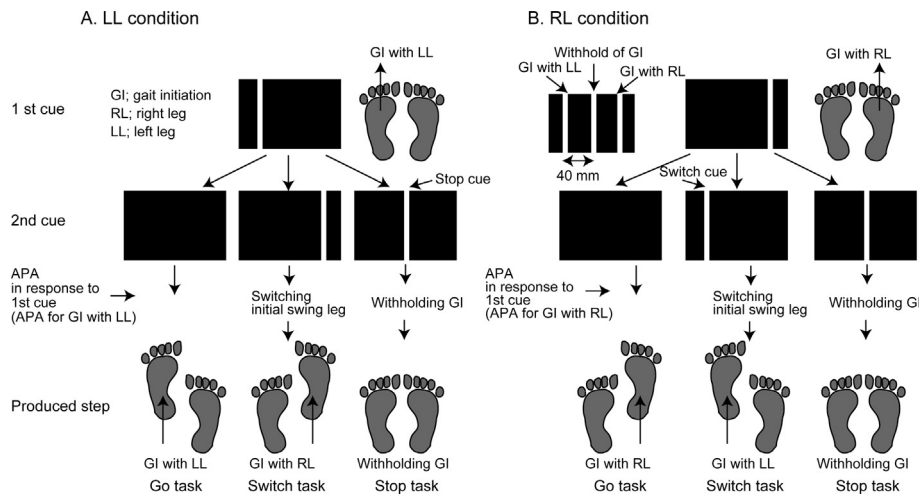 A. LL condition
B. RL condition
GI with LL
Withhold of GI
GI with LL
GI with RL
GI with RL
1 st cue
GI; gait initiation
RL; right leg
LL; left leg
40 mm
Stop cue
Switch cue
2nd cue
APA
in response to
1st cue
(APA for GI with LL)
Switching
initial swing leg
Withholding GI
APA
in response to
1st cue
(APA for GI with RL)
Switching
initial swing leg
Withholding GI
Produced step
GI with LL
GI with RL
Withholding GI
GI with RL
GI with LL
Withholding GI
Go task
Switch task
Stop task
Go task
Switch task
Stop task